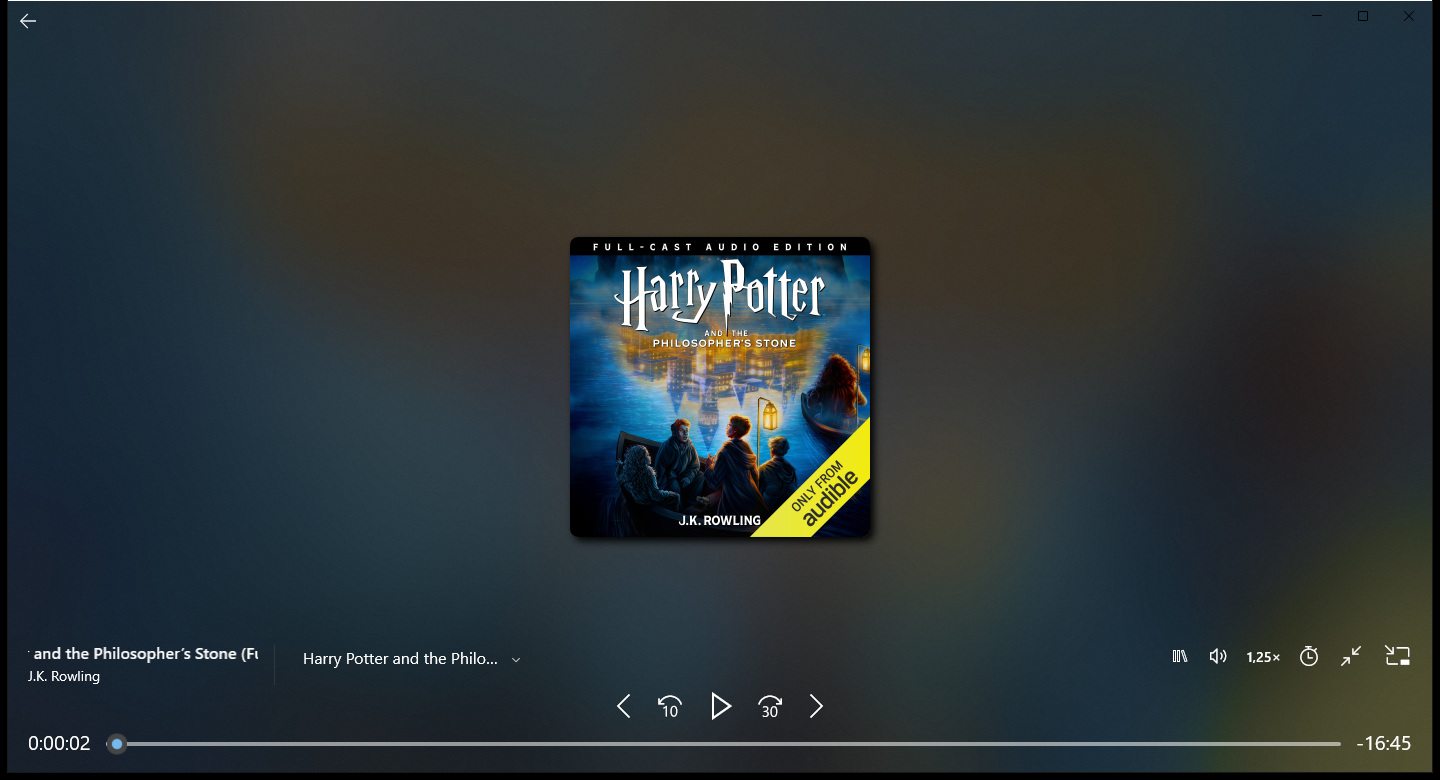 FULL-CAST AUDIO EDITION
Harry Potter
AND THE
PHILOSOPHER'S STONE
ONLY FROM
audible
J.K. ROWLING
and the Philosopher's Stone (Fu
J.K. Rowling
Harry Potter and the Philo...
1,25×
10
30
0:00:02
-16:45